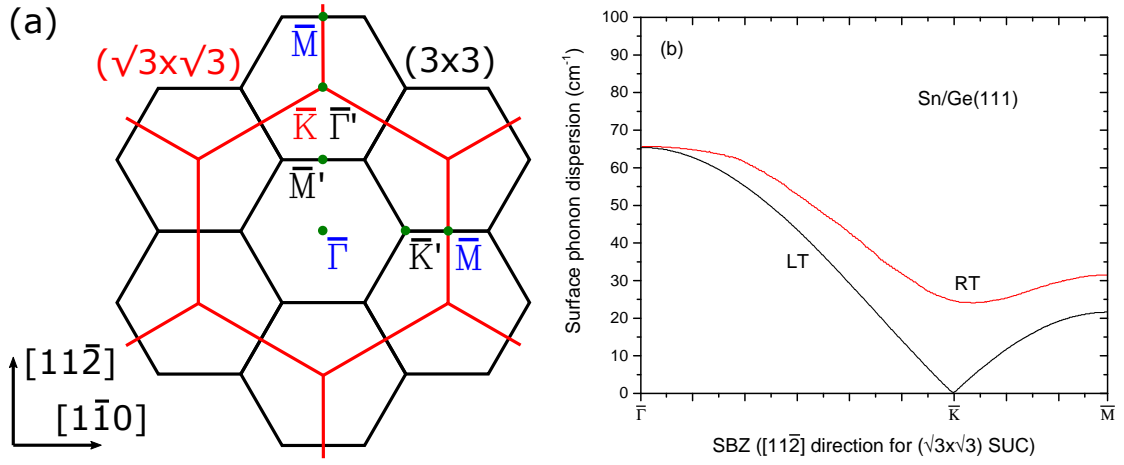 (a)
M̅
(√3x√3)
(3x3)
K̅ Γ̅'
M̅'
Γ̅
K̅'
M̅
[112̅]
[11̅0]
Surface phonon dispersion (cm⁻¹)
100
90
80
70
60
50
40
30
20
10
0
(b)
Sn/Ge(111)
LT
RT
Γ̅
K̅
M̅
SBZ ([112̅] direction for (√3x√3) SUC)